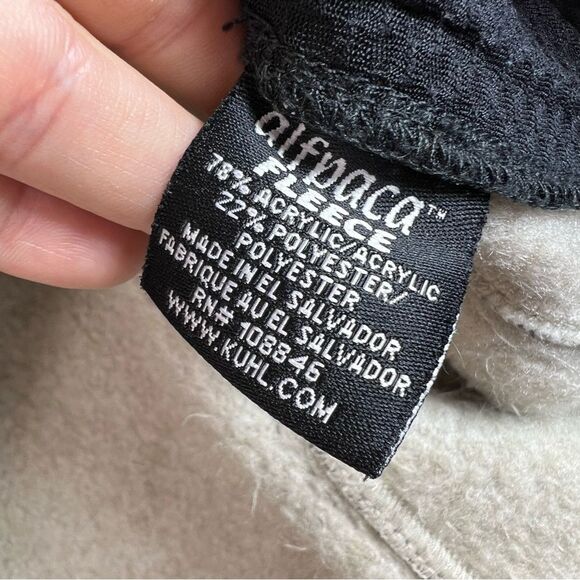 alfpaca™
FLEECE
78% ACRYLIC/ACRYLIC
22% POLYESTER/
POLYESTER
MADE IN EL SALVADOR
FABRIQUE AU EL SALVADOR
RN# 108846
WWW.KUHL.COM